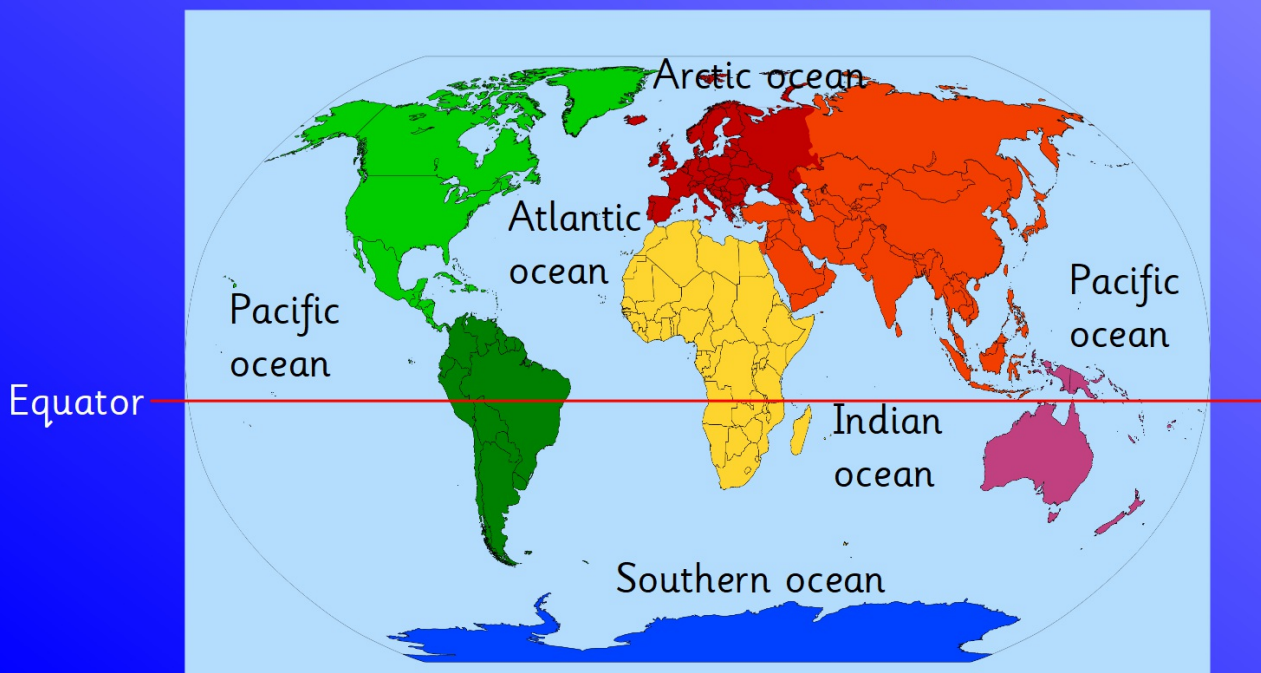 Arctic ocean
Atlantic
ocean
Pacific
ocean
Pacific
ocean
Equator
Indian
ocean
Southern ocean